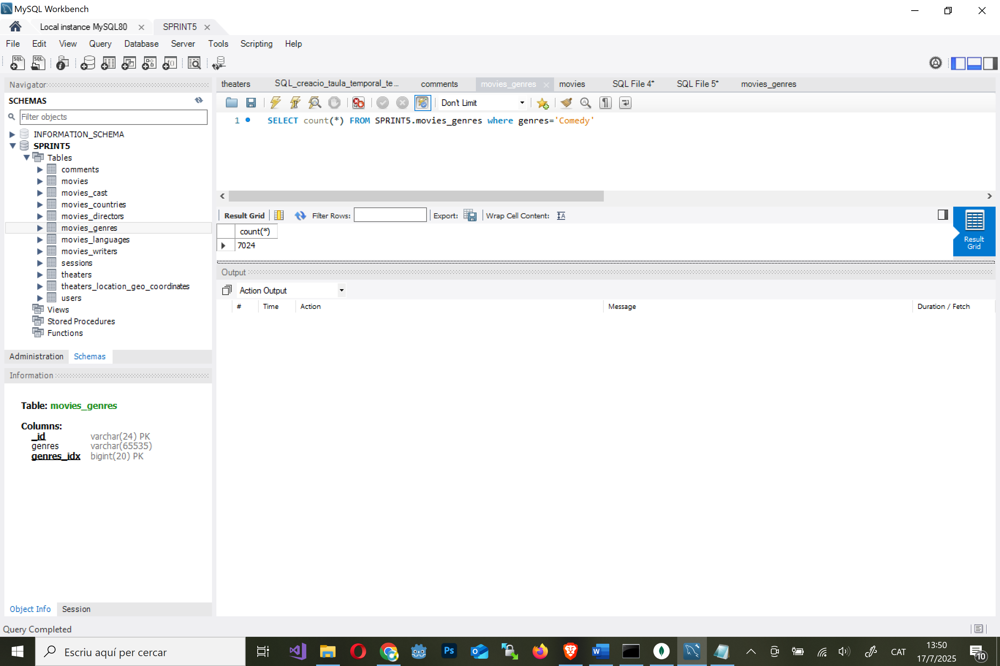 MySQL Workbench
Local instance MySQL80
SPRINT5
File Edit View Query Database Server Tools Scripting Help
Navigator
SCHEMAS
Filter objects
INFORMATION_SCHEMA
SPRINT5
Tables
comments
movies
movies_cast
movies_countries
movies_directors
movies_genres
movies_languages
movies_writers
sessions
theaters
theaters_location_geo_coordinates
users
Views
Stored Procedures
Functions
Administration Schemas
Information
Table: movies_genres
Columns:
_id varchar(24) PK
genres varchar(65535)
genres_idx bigint(20) PK
Object Info Session
theaters SQL_creacio_taula_temporal_te... comments movies_genres movies SQL File 4* SQL File 5* movies_genres
Don't Limit
1 SELECT count(*) FROM SPRINT5.movies_genres where genres='Comedy'
Result Grid Filter Rows: Export: Wrap Cell Content:
count(*)
7024
Result
Grid
Output
Action Output
# Time Action Message Duration / Fetch
Query Completed
Escriu aquí per cercar
CAT
13:50
17/7/2025
10